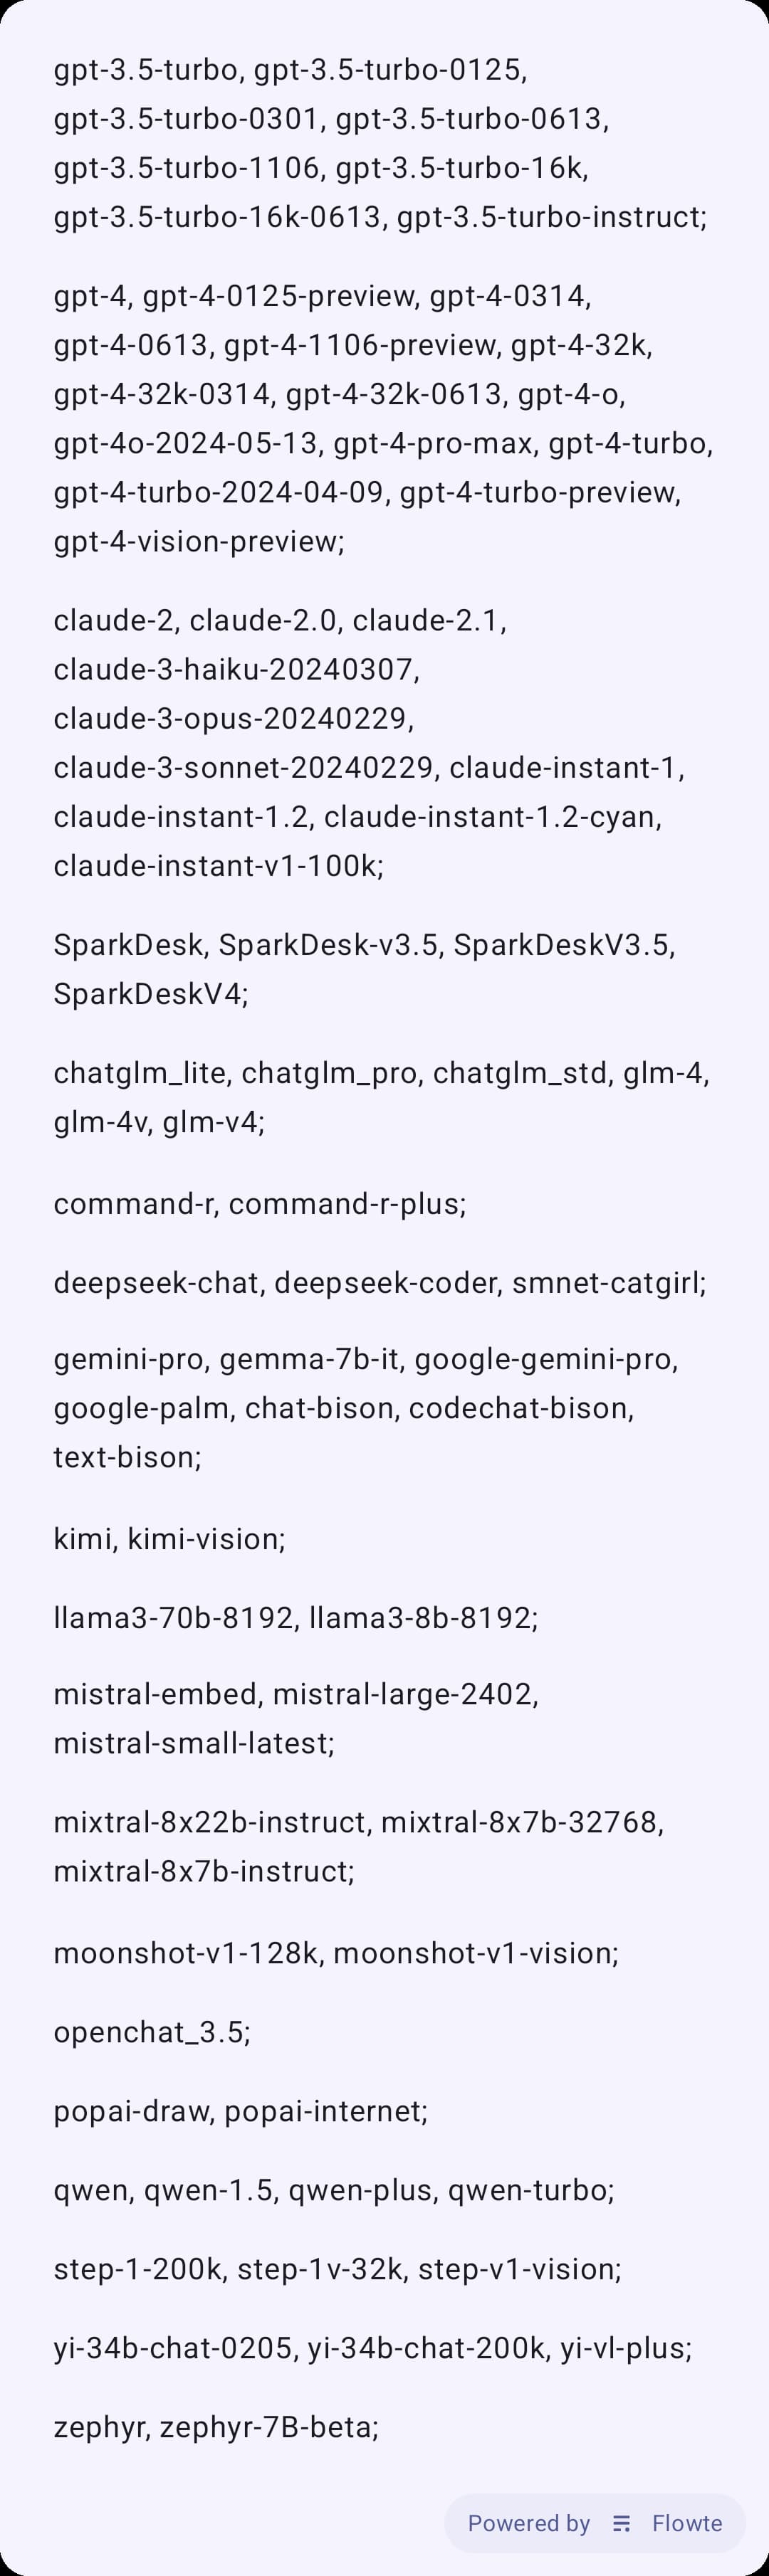 gpt-3.5-turbo, gpt-3.5-turbo-0125,
gpt-3.5-turbo-0301, gpt-3.5-turbo-0613,
gpt-3.5-turbo-1106, gpt-3.5-turbo-16k,
gpt-3.5-turbo-16k-0613, gpt-3.5-turbo-instruct;
gpt-4, gpt-4-0125-preview, gpt-4-0314,
gpt-4-0613, gpt-4-1106-preview, gpt-4-32k,
gpt-4-32k-0314, gpt-4-32k-0613, gpt-4-o,
gpt-4o-2024-05-13, gpt-4-pro-max, gpt-4-turbo,
gpt-4-turbo-2024-04-09, gpt-4-turbo-preview,
gpt-4-vision-preview;
claude-2, claude-2.0, claude-2.1,
claude-3-haiku-20240307,
claude-3-opus-20240229,
claude-3-sonnet-20240229, claude-instant-1,
claude-instant-1.2, claude-instant-1.2-cyan,
claude-instant-v1-100k;
SparkDesk, SparkDesk-v3.5, SparkDeskV3.5,
SparkDeskV4;
chatglm_lite, chatglm_pro, chatglm_std, glm-4,
glm-4v, glm-v4;
command-r, command-r-plus;
deepseek-chat, deepseek-coder, smnet-catgirl;
gemini-pro, gemma-7b-it, google-gemini-pro,
google-palm, chat-bison, codechat-bison,
text-bison;
kimi, kimi-vision;
llama3-70b-8192, llama3-8b-8192;
mistral-embed, mistral-large-2402,
mistral-small-latest;
mixtral-8x22b-instruct, mixtral-8x7b-32768,
mixtral-8x7b-instruct;
moonshot-v1-128k, moonshot-v1-vision;
openchat_3.5;
popai-draw, popai-internet;
qwen, qwen-1.5, qwen-plus, qwen-turbo;
step-1-200k, step-1v-32k, step-v1-vision;
yi-34b-chat-0205, yi-34b-chat-200k, yi-vl-plus;
zephyr, zephyr-7B-beta;
Powered by Flowte